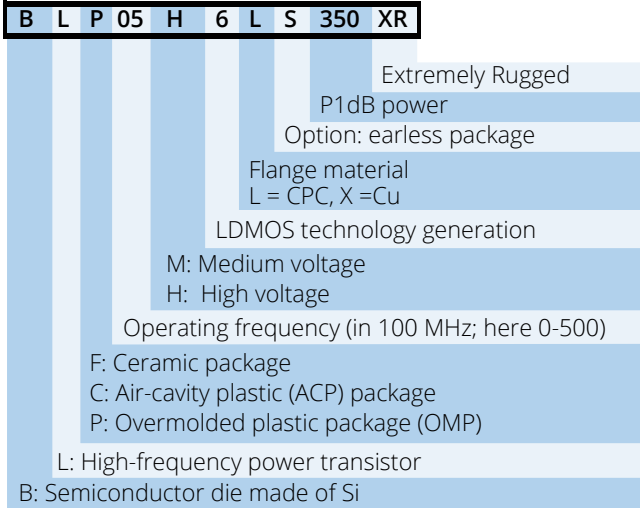 B L P 05 H 6 L S 350 XR
Extremely Rugged
P1dB power
Option: earless package
Flange material
L = CPC, X =Cu
LDMOS technology generation
M: Medium voltage
H: High voltage
Operating frequency (in 100 MHz; here 0-500)
F: Ceramic package
C: Air-cavity plastic (ACP) package
P: Overmolded plastic package (OMP)
L: High-frequency power transistor
B: Semiconductor die made of Si